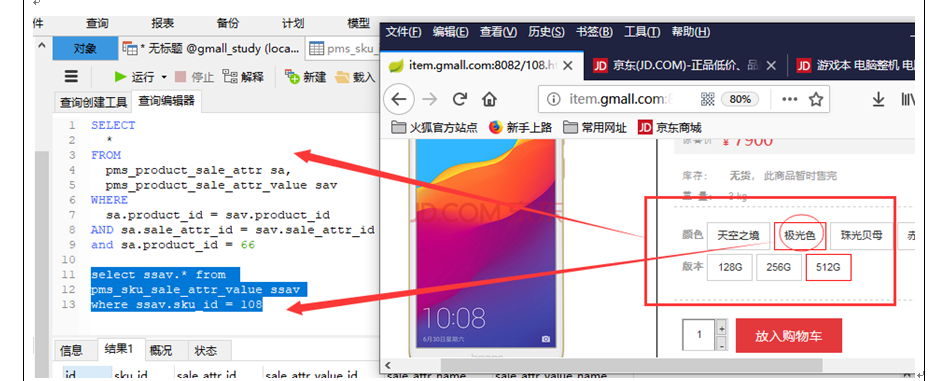 件 查询 报表 备份 计划 模型
对象 * 无标题 @gmall_study (loca... pms_sku_
运行 停止 解释 新建 载入
查询创建工具 查询编辑器
1 SELECT
2 *
3 FROM
4 pms_product_sale_attr sa,
5 pms_product_sale_attr_value sav
6 WHERE
7 sa.product_id = sav.product_id
8 AND sa.sale_attr_id = sav.sale_attr_id
9 and sa.product_id = 66
10
11 select ssav.* from
12 pms_sku_sale_attr_value ssav
13 where ssav.sku_id = 108
信息 结果1 概况 状态
id sku_id sale_attr_id sale_attr_value_id sale_attr_name sale_attr_value_name
文件(F) 编辑(E) 查看(V) 历史(S) 书签(B) 工具(T) 帮助(H)
item.gmall.com:8082/108.h JD 京东(JD.COM)-正品低价、品 JD 游戏本 电脑整机 电
item.gmall.com: 80%
火狐官方站点 新手上路 常用网址 JD 京东商城
¥ 7900
库存: 无货, 此商品暂时售完
JD.COM
颜色 天空之境 极光色 珠光贝母
版本 128G 256G 512G
10:08
6月30日星期六
1 + - 放入购物车